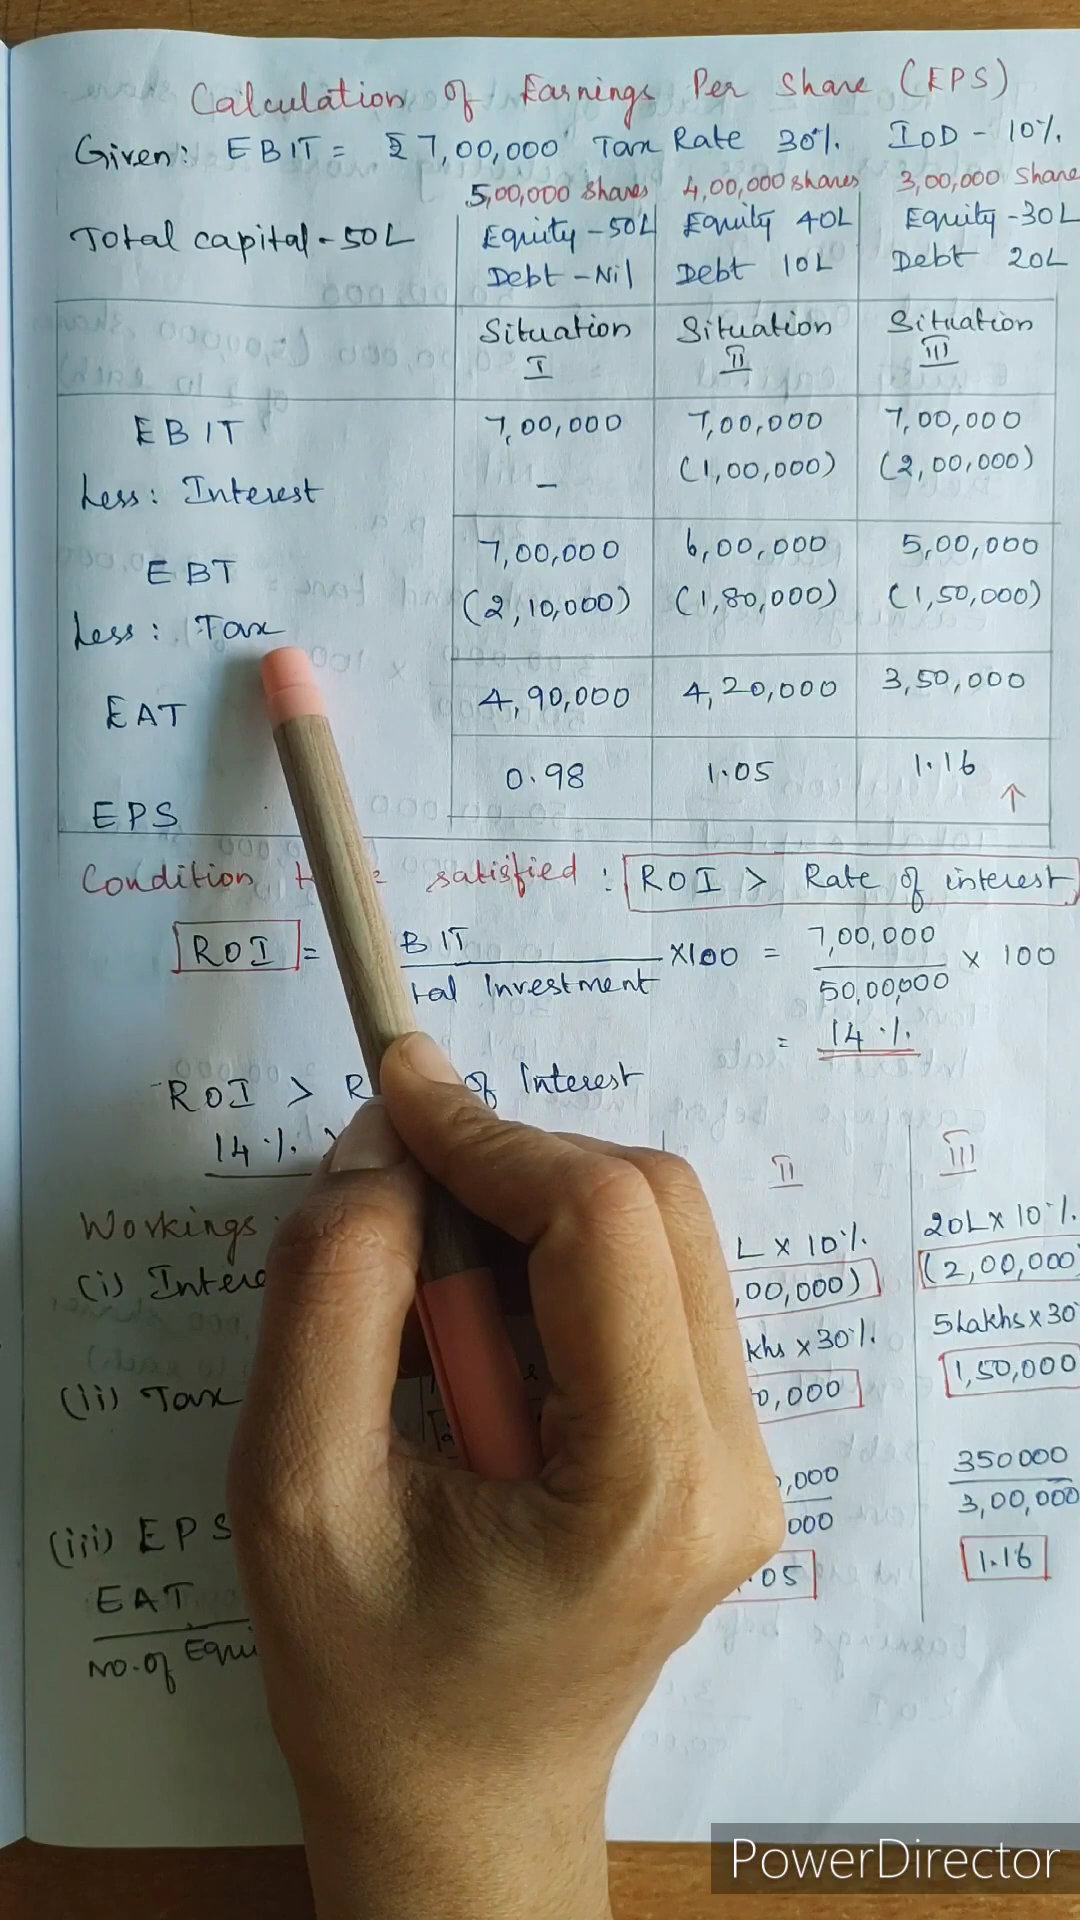 Calculation of Earnings Per Share (EPS)
Given: EBIT = ₹ 7,00,000 Tax Rate 30%. IOD - 10%.
5,00,000 shares 4,00,000 shares 3,00,000 Share
Total capital - 50L Equity - 50L Equity 40L Equity - 30L
Debt - Nil Debt 10L Debt 20L
Situation I Situation II Situation III
EBIT 7,00,000 7,00,000 7,00,000
Less: Interest - (1,00,000) (2,00,000)
EBT 7,00,000 6,00,000 5,00,000
Less: Tax (2,10,000) (1,80,000) (1,50,000)
EAT 4,90,000 4,20,000 3,50,000
EPS 0.98 1.05 1.16 ↑
Condition satisfied: ROI > Rate of interest
ROI = BIT x100 = 7,00,000 x 100
Investment 50,00,000
= 14%.
ROI > of Interest
14%.
II III
Workings L x 10%. 20L x 10%.
(i) ,00,000) (2,00,000
x 30%. 5 Lakhs x 30
(ii) Tax 0,000 1,50,000
,000 350000
(iii) EPS 000 3,00,000
EAT .05 1.16
No. of
PowerDirector